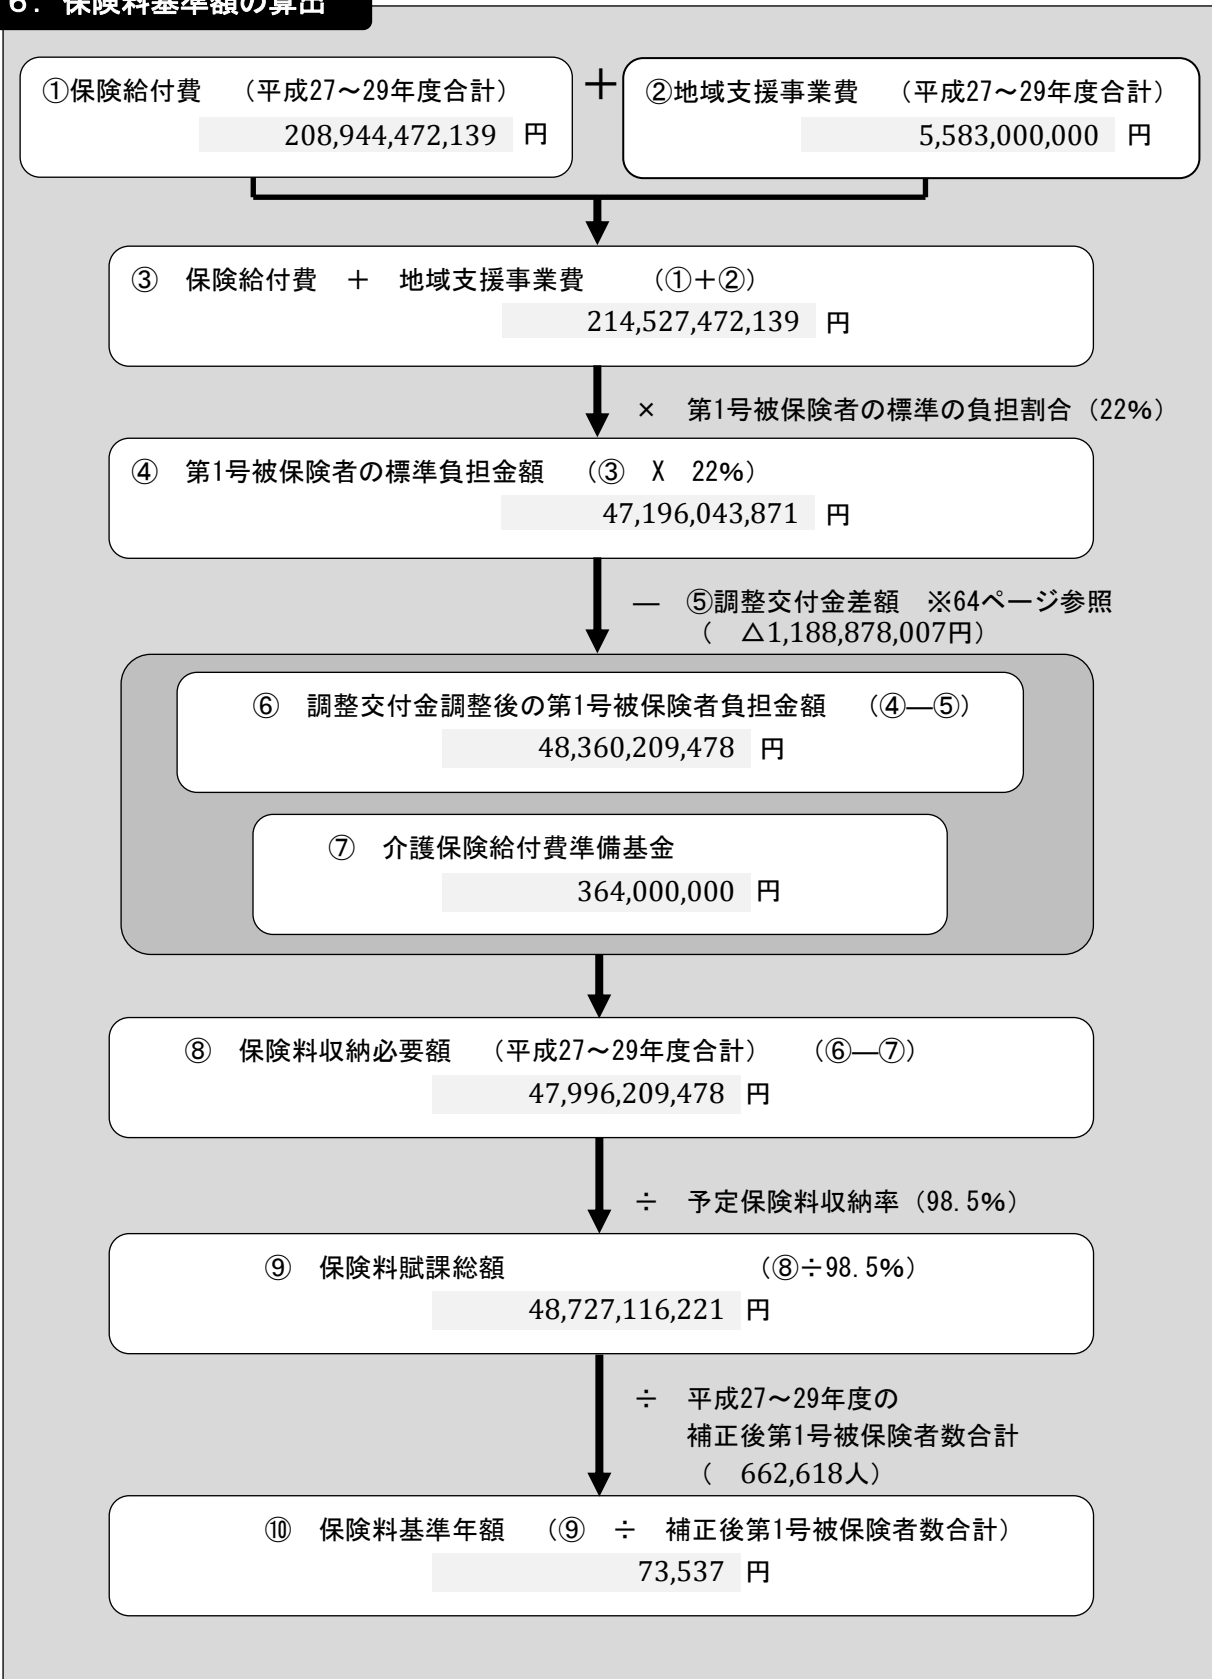 6．保険料基準額の算出
①保険給付費　（平成27～29年度合計）
208,944,472,139 円
＋
②地域支援事業費　（平成27～29年度合計）
5,583,000,000 円
③　保険給付費　＋　地域支援事業費　（①＋②）
214,527,472,139 円
×　第1号被保険者の標準の負担割合（22％）
④　第1号被保険者の標準負担金額　（③　X　22％）
47,196,043,871 円
―　⑤調整交付金差額　※64ページ参照
（　△1,188,878,007円）
⑥　調整交付金調整後の第1号被保険者負担金額　（④―⑤）
48,360,209,478 円
⑦　介護保険給付費準備基金
364,000,000 円
⑧　保険料収納必要額　（平成27～29年度合計）　（⑥―⑦）
47,996,209,478 円
÷　予定保険料収納率（98.5％）
⑨　保険料賦課総額　（⑧÷98.5％）
48,727,116,221 円
÷　平成27～29年度の
補正後第1号被保険者数合計
（　662,618人）
⑩　保険料基準年額　（⑨　÷　補正後第1号被保険者数合計）
73,537 円